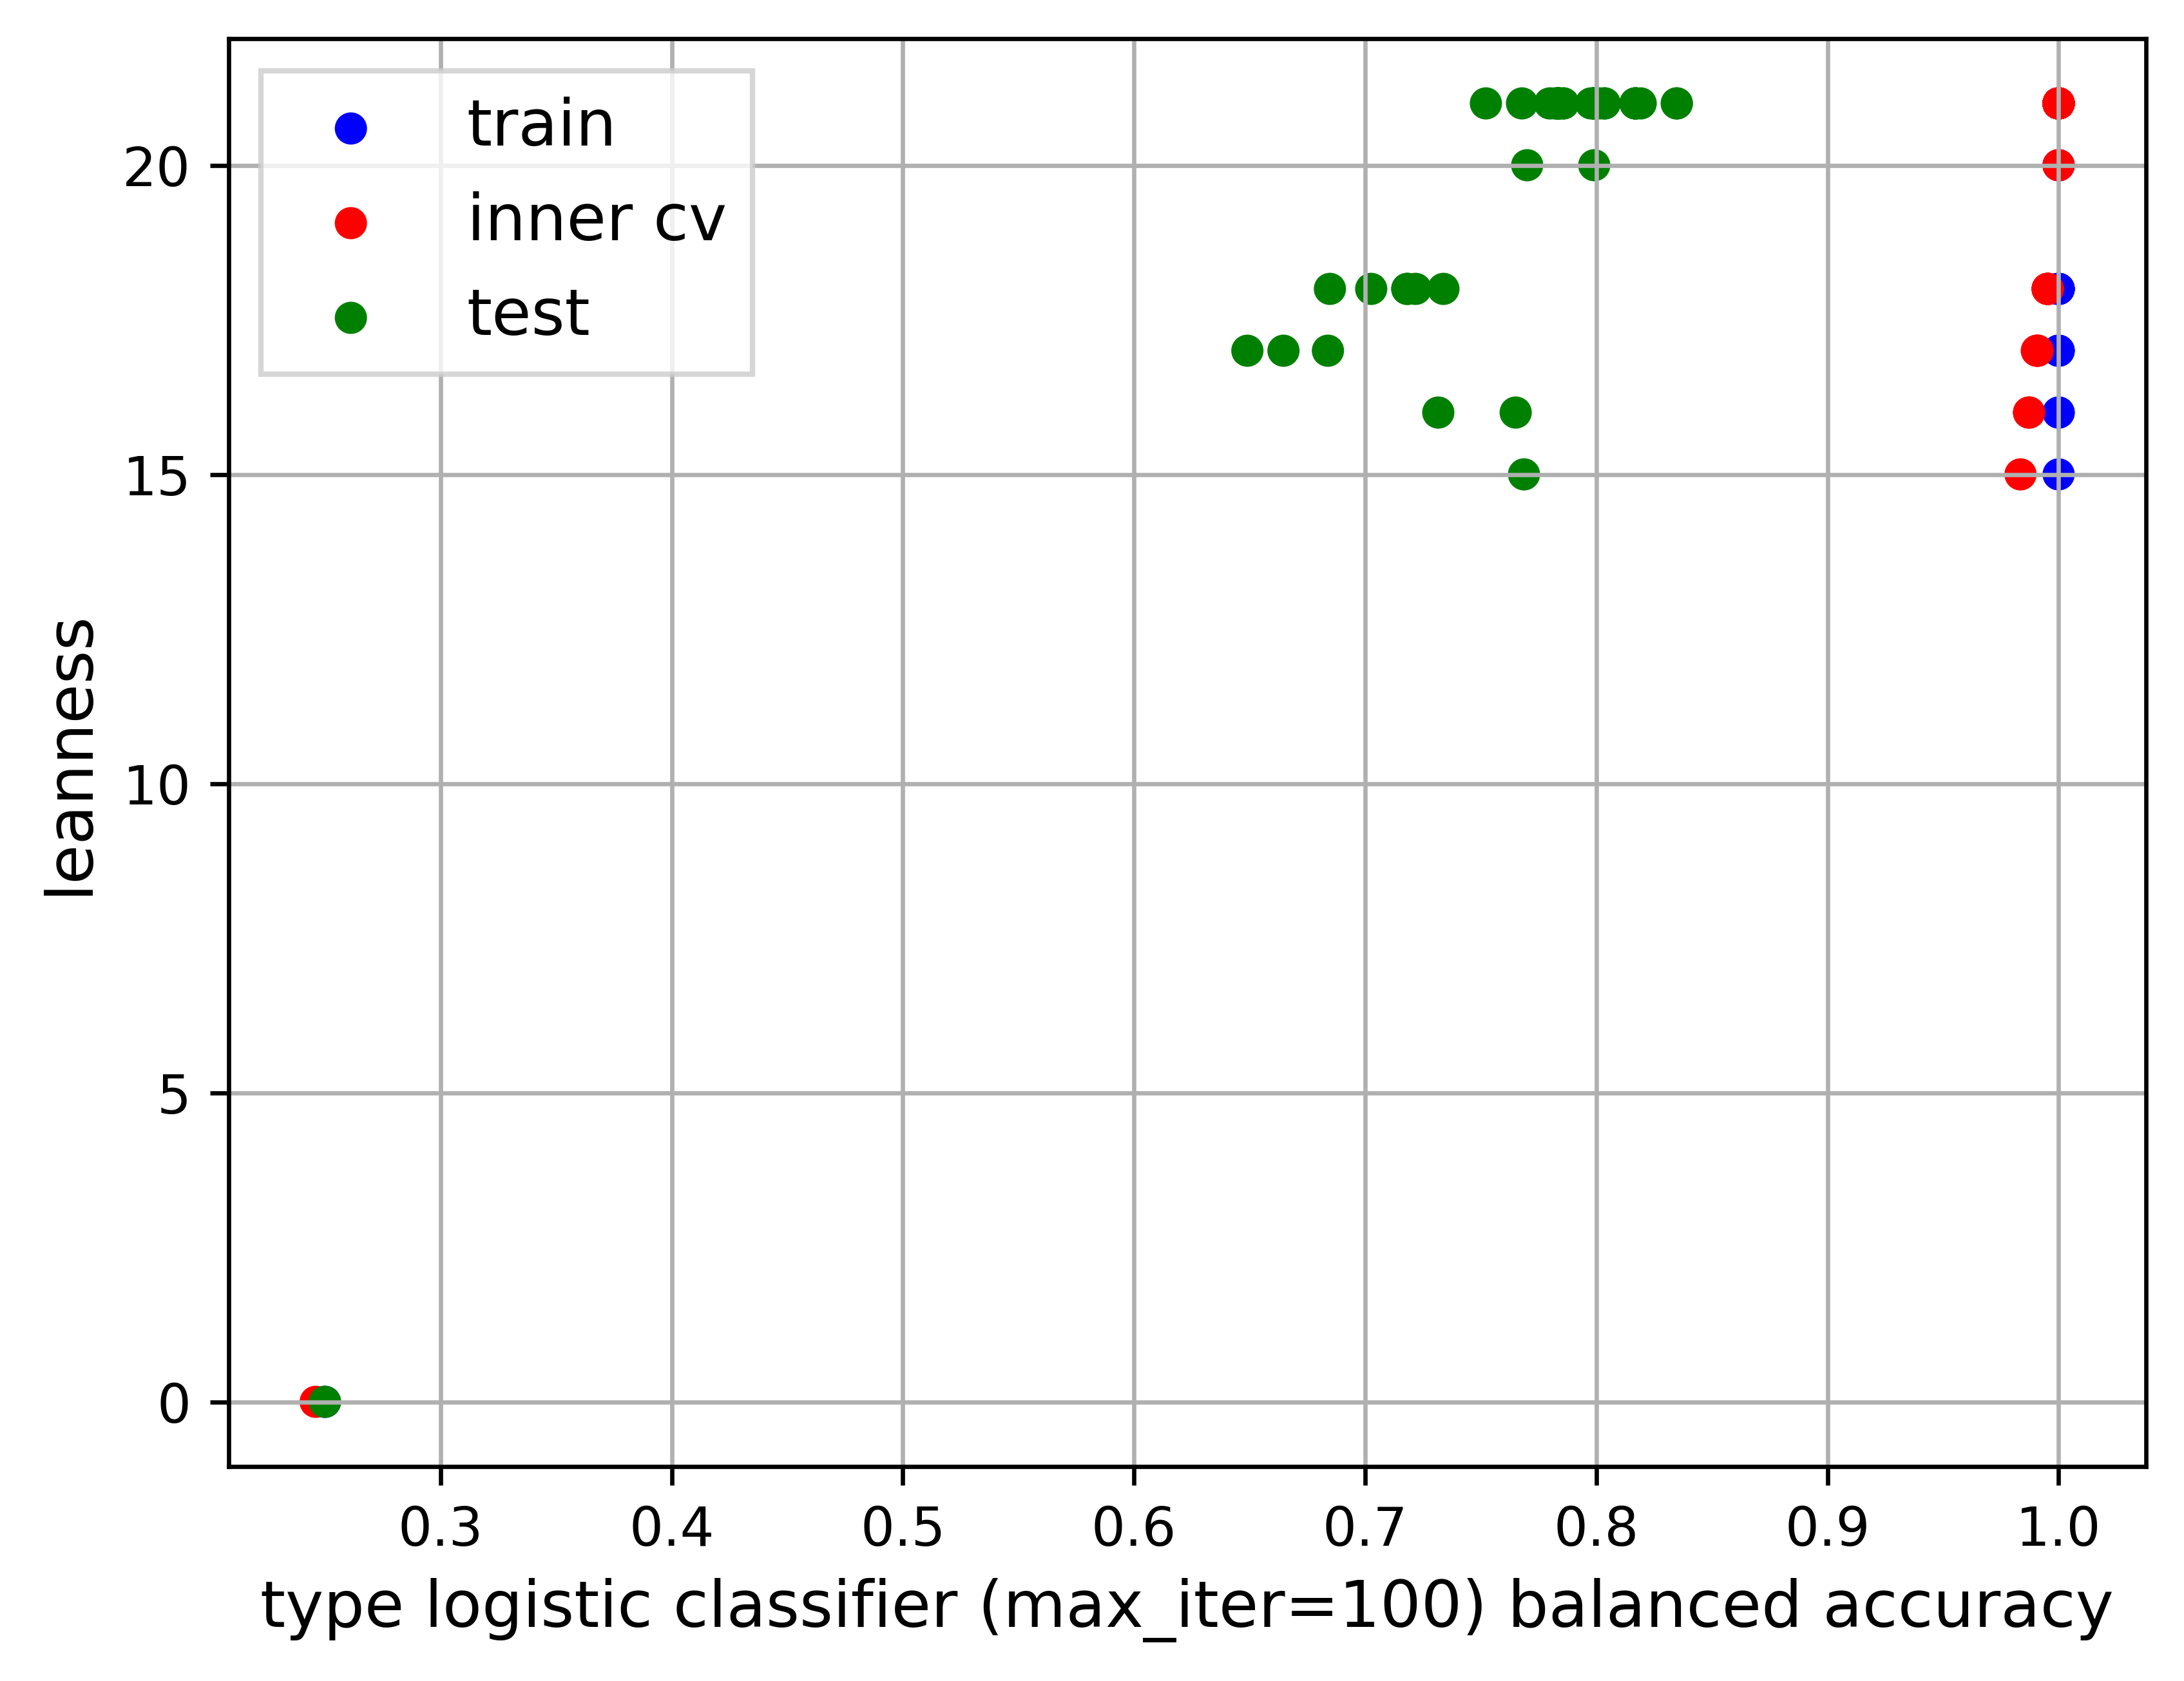 train
inner cv
test
20
15
10
5
0
leanness
0.3 0.4 0.5 0.6 0.7 0.8 0.9 1.0
type logistic classifier (max_iter=100) balanced accuracy